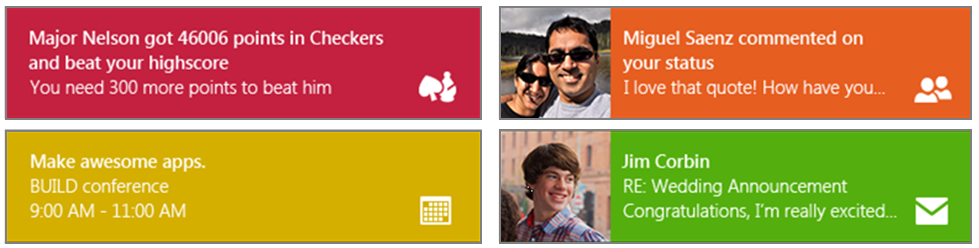 Major Nelson got 46006 points in Checkers
and beat your highscore
You need 300 more points to beat him
Miguel Saenz commented on
your status
I love that quote! How have you...
Make awesome apps.
BUILD conference
9:00 AM - 11:00 AM
Jim Corbin
RE: Wedding Announcement
Congratulations, I'm really excited...